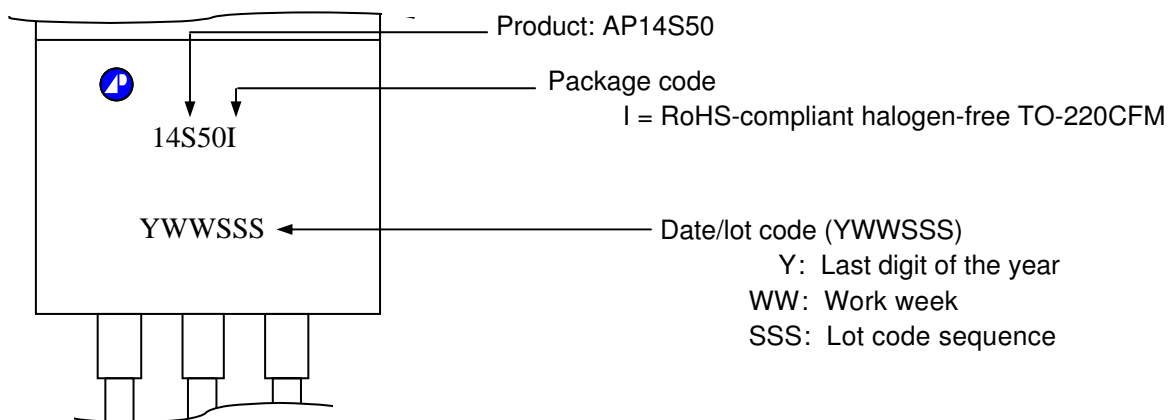 Product: AP14S50
Package code
I = RoHS-compliant halogen-free TO-220CFM
AP
14S50I
YWWSSS
Date/lot code (YWWSSS)
Y: Last digit of the year
WW: Work week
SSS: Lot code sequence